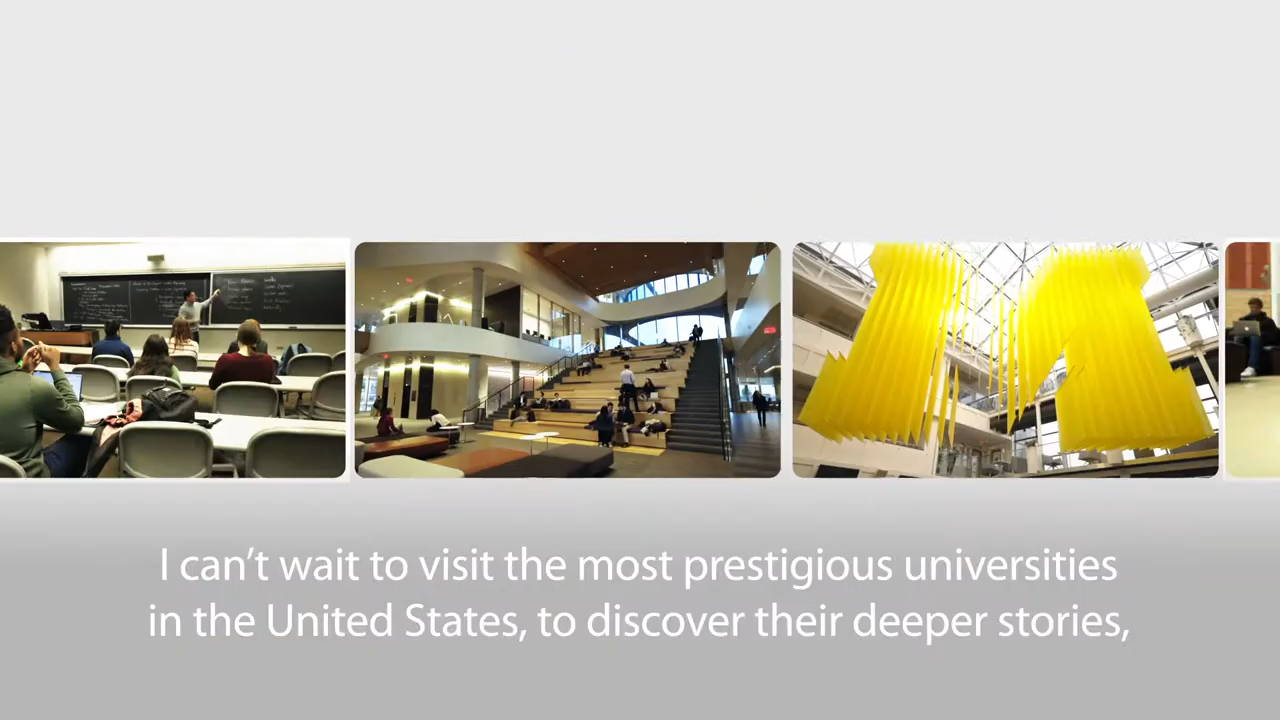 I can’t wait to visit the most prestigious universities
in the United States, to discover their deeper stories,